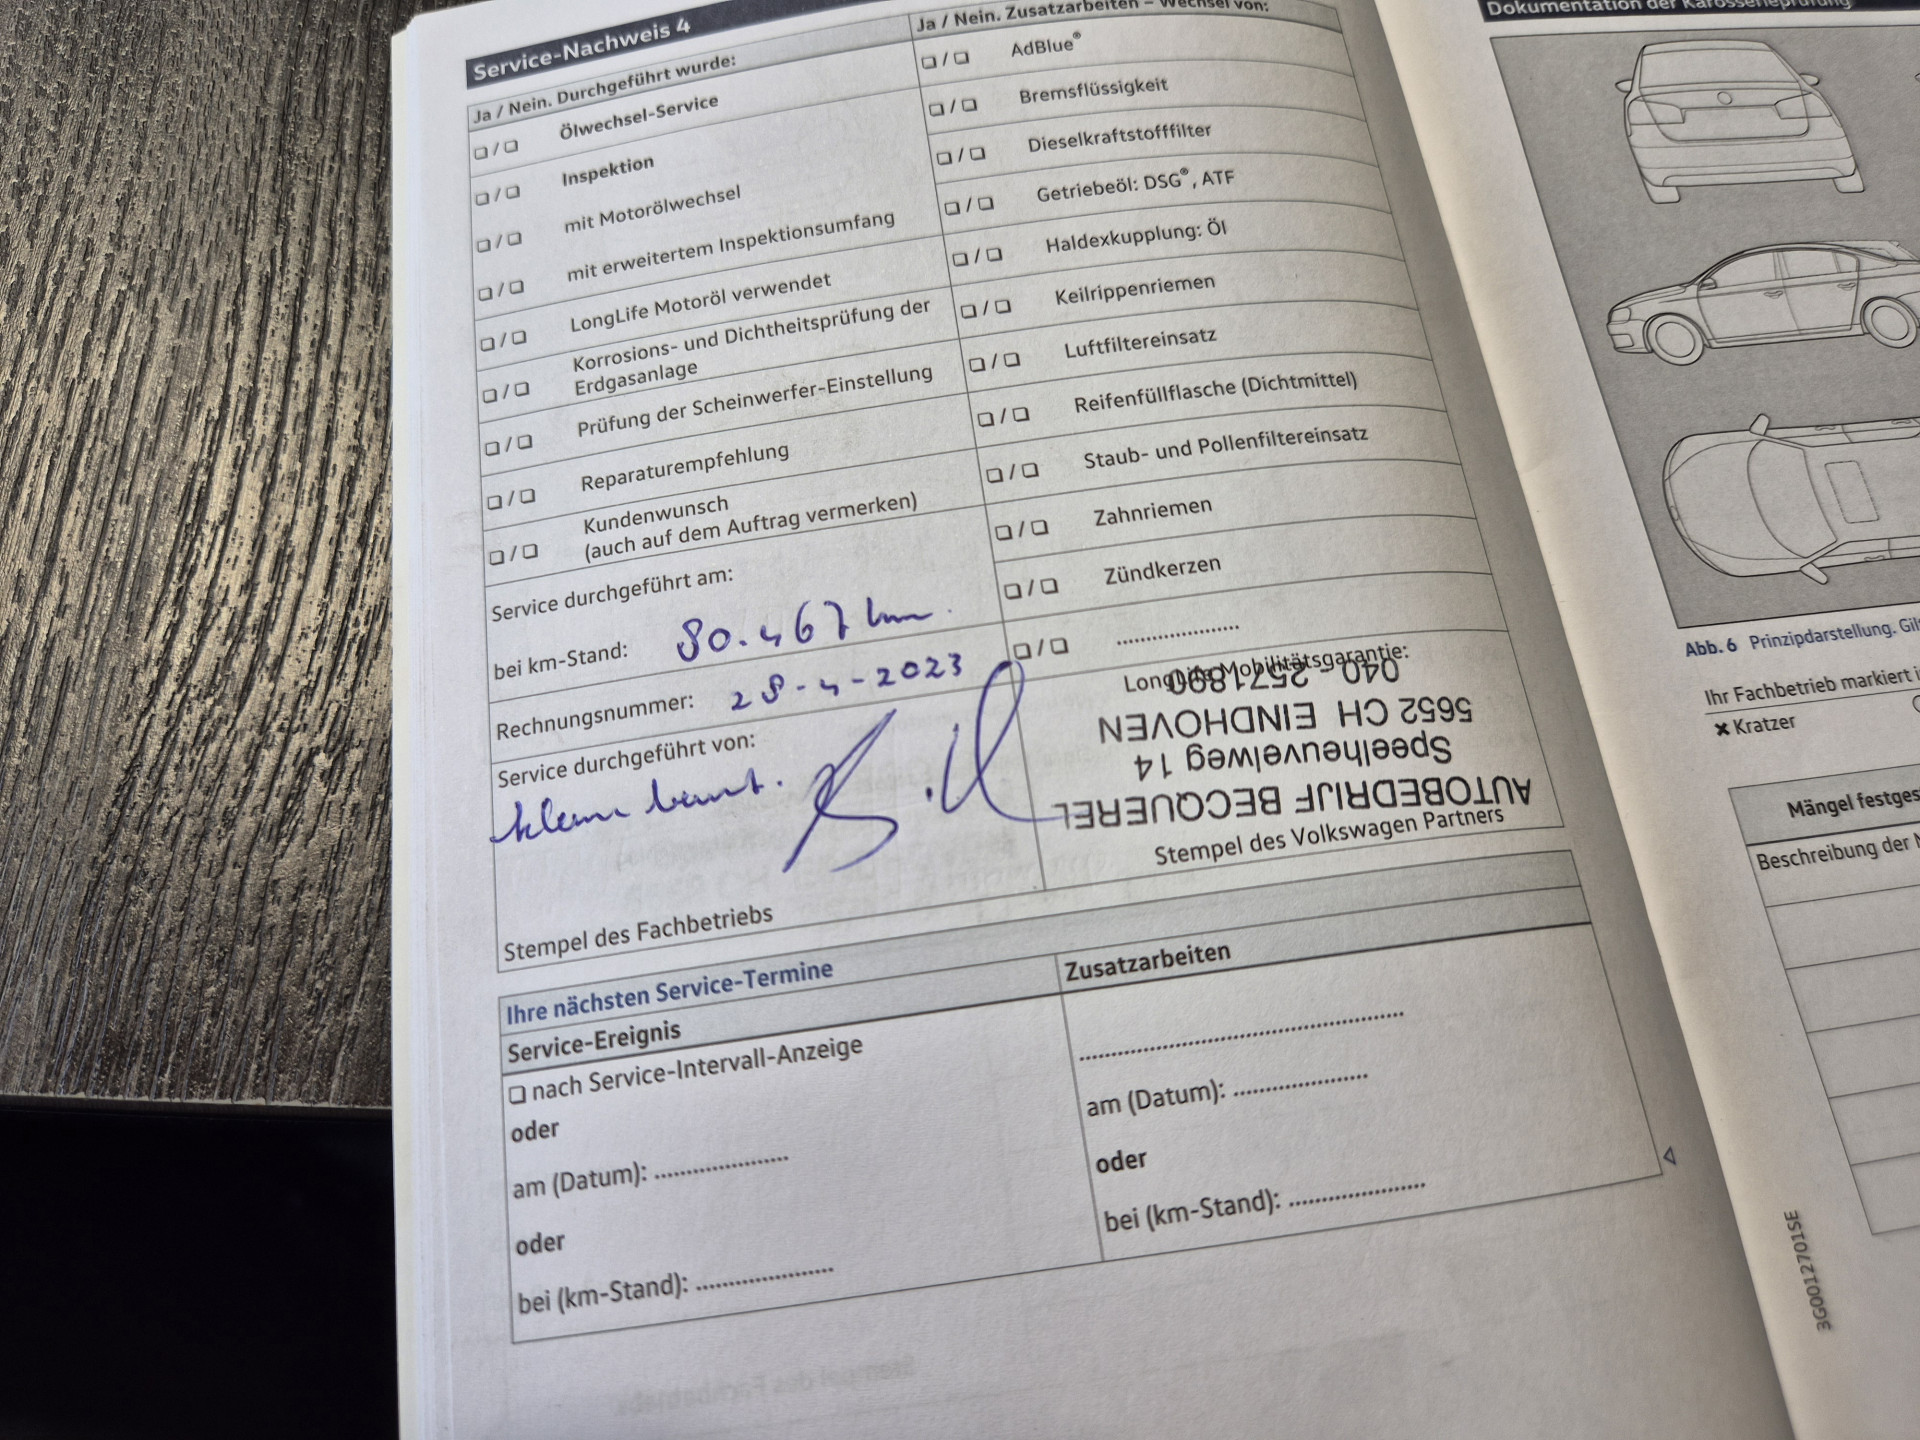 Service-Nachweis 4
Ja / Nein. Durchgeführt wurde:
❏ / ❏ Ölwechsel-Service
❏ / ❏ Inspektion
❏ / ❏ mit Motorölwechsel
❏ / ❏ mit erweitertem Inspektionsumfang
❏ / ❏ LongLife Motoröl verwendet
❏ / ❏ Korrosions- und Dichtheitsprüfung der
Erdgasanlage
❏ / ❏ Prüfung der Scheinwerfer-Einstellung
❏ / ❏ Reparaturempfehlung
❏ / ❏ Kundenwunsch
(auch auf dem Auftrag vermerken)
Service durchgeführt am:
bei km-Stand: 80.467 km.
Rechnungsnummer: 28-4-2023
Service durchgeführt von:
Stempel des Fachbetriebs
Ja / Nein. Zusatzarbeiten – Wechsel von:
❏ / ❏ AdBlue®
❏ / ❏ Bremsflüssigkeit
❏ / ❏ Dieselkraftstofffilter
❏ / ❏ Getriebeöl: DSG®, ATF
❏ / ❏ Haldexkupplung: Öl
❏ / ❏ Keilrippenriemen
❏ / ❏ Luftfiltereinsatz
❏ / ❏ Reifenfüllflasche (Dichtmittel)
❏ / ❏ Staub- und Pollenfiltereinsatz
❏ / ❏ Zahnriemen
❏ / ❏ Zündkerzen
❏ / ❏ ....................
LongLife Mobilitätsgarantie:
AUTOBEDRIJF BECQUEREL
Speelheuvelweg 14
5652 CH EINDHOVEN
040 - 2571890
Stempel des Volkswagen Partners
Ihre nächsten Service-Termine
Service-Ereignis
❏ nach Service-Intervall-Anzeige
oder
am (Datum): ....................
oder
bei (km-Stand): ....................
Zusatzarbeiten
..................................................
am (Datum): ....................
oder
bei (km-Stand): ....................
Dokumentation der Karosserieprüfung
Abb. 6 Prinzipdarstellung.
Ihr Fachbetrieb markiert
✖ Kratzer
Mängel
Beschreibung der
3G0012701SE